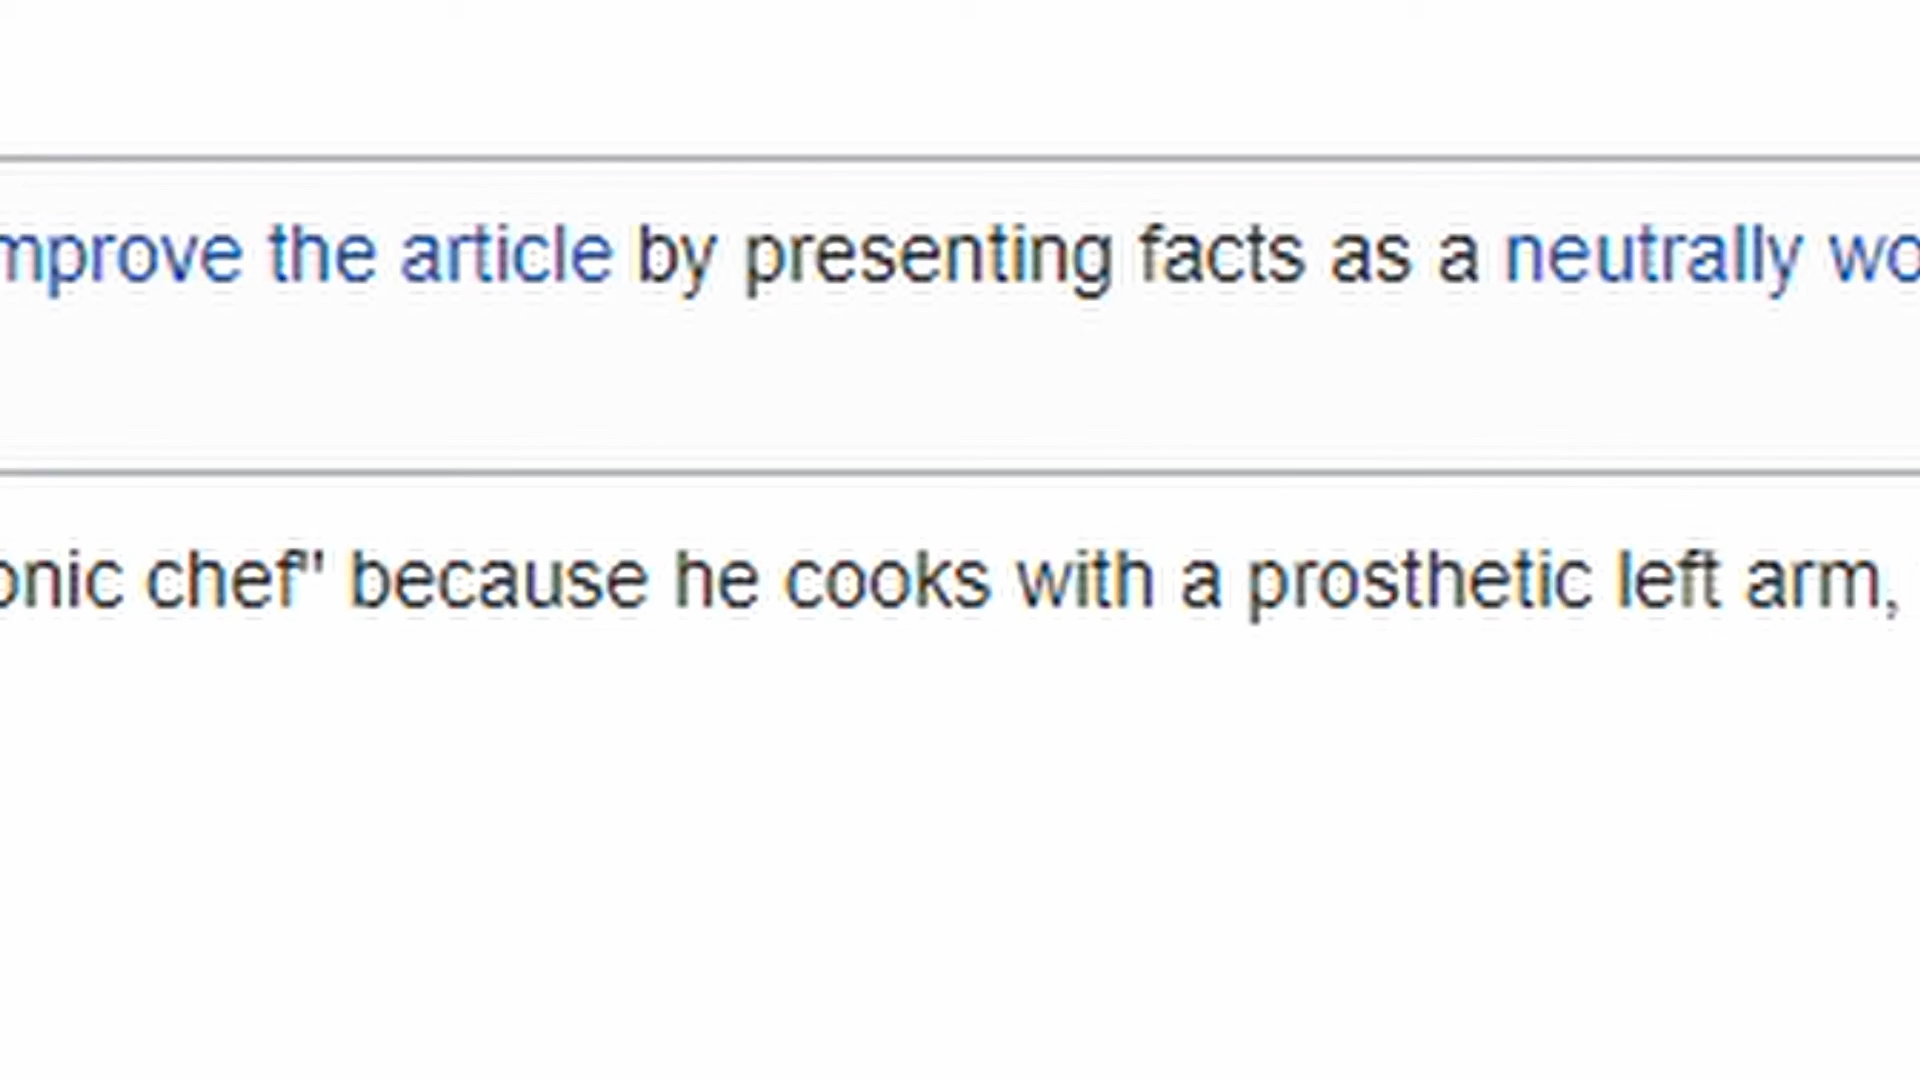 mprove the article by presenting facts as a neutrally wo
onic chef" because he cooks with a prosthetic left arm,